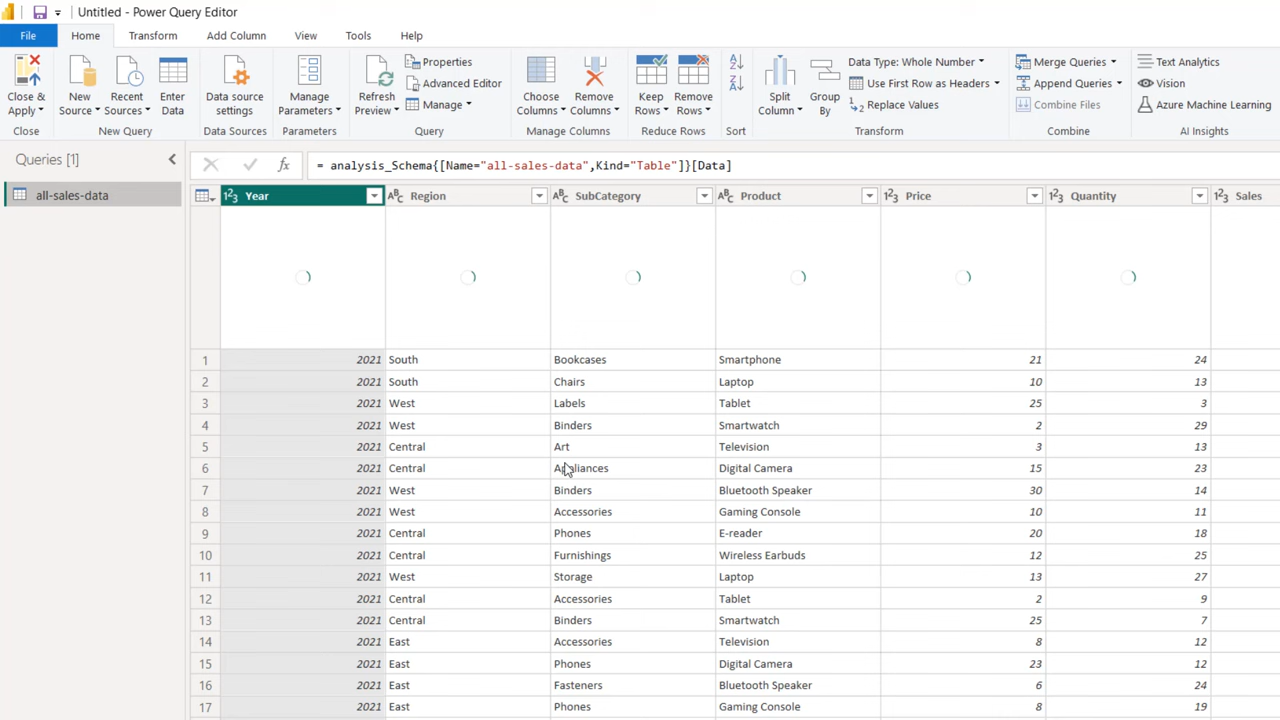 Untitled - Power Query Editor
File Home Transform Add Column View Tools Help
Close & Apply New Source Recent Sources Enter Data Data source settings Manage Parameters Refresh Preview Properties Advanced Editor Manage Choose Columns Remove Columns Keep Rows Remove Rows Split Column Group By Data Type: Whole Number Use First Row as Headers Replace Values Merge Queries Append Queries Combine Files Text Analytics Vision Azure Machine Learning
Close New Query Data Sources Parameters Query Manage Columns Reduce Rows Sort Transform Combine AI Insights
Queries [1] fx = analysis_Schema{[Name="all-sales-data",Kind="Table"]}[Data]
all-sales-data 123 Year ABC Region ABC SubCategory ABC Product 123 Price 123 Quantity 123 Sales
1 2021 South Bookcases Smartphone 21 24
2 2021 South Chairs Laptop 10 13
3 2021 West Labels Tablet 25 3
4 2021 West Binders Smartwatch 2 29
5 2021 Central Art Television 3 13
6 2021 Central Appliances Digital Camera 15 23
7 2021 West Binders Bluetooth Speaker 30 14
8 2021 West Accessories Gaming Console 10 11
9 2021 Central Phones E-reader 20 18
10 2021 Central Furnishings Wireless Earbuds 12 25
11 2021 West Storage Laptop 13 27
12 2021 Central Accessories Tablet 2 9
13 2021 Central Binders Smartwatch 25 7
14 2021 East Accessories Television 8 12
15 2021 East Phones Digital Camera 23 12
16 2021 East Fasteners Bluetooth Speaker 6 24
17 2021 East Phones Gaming Console 8 19